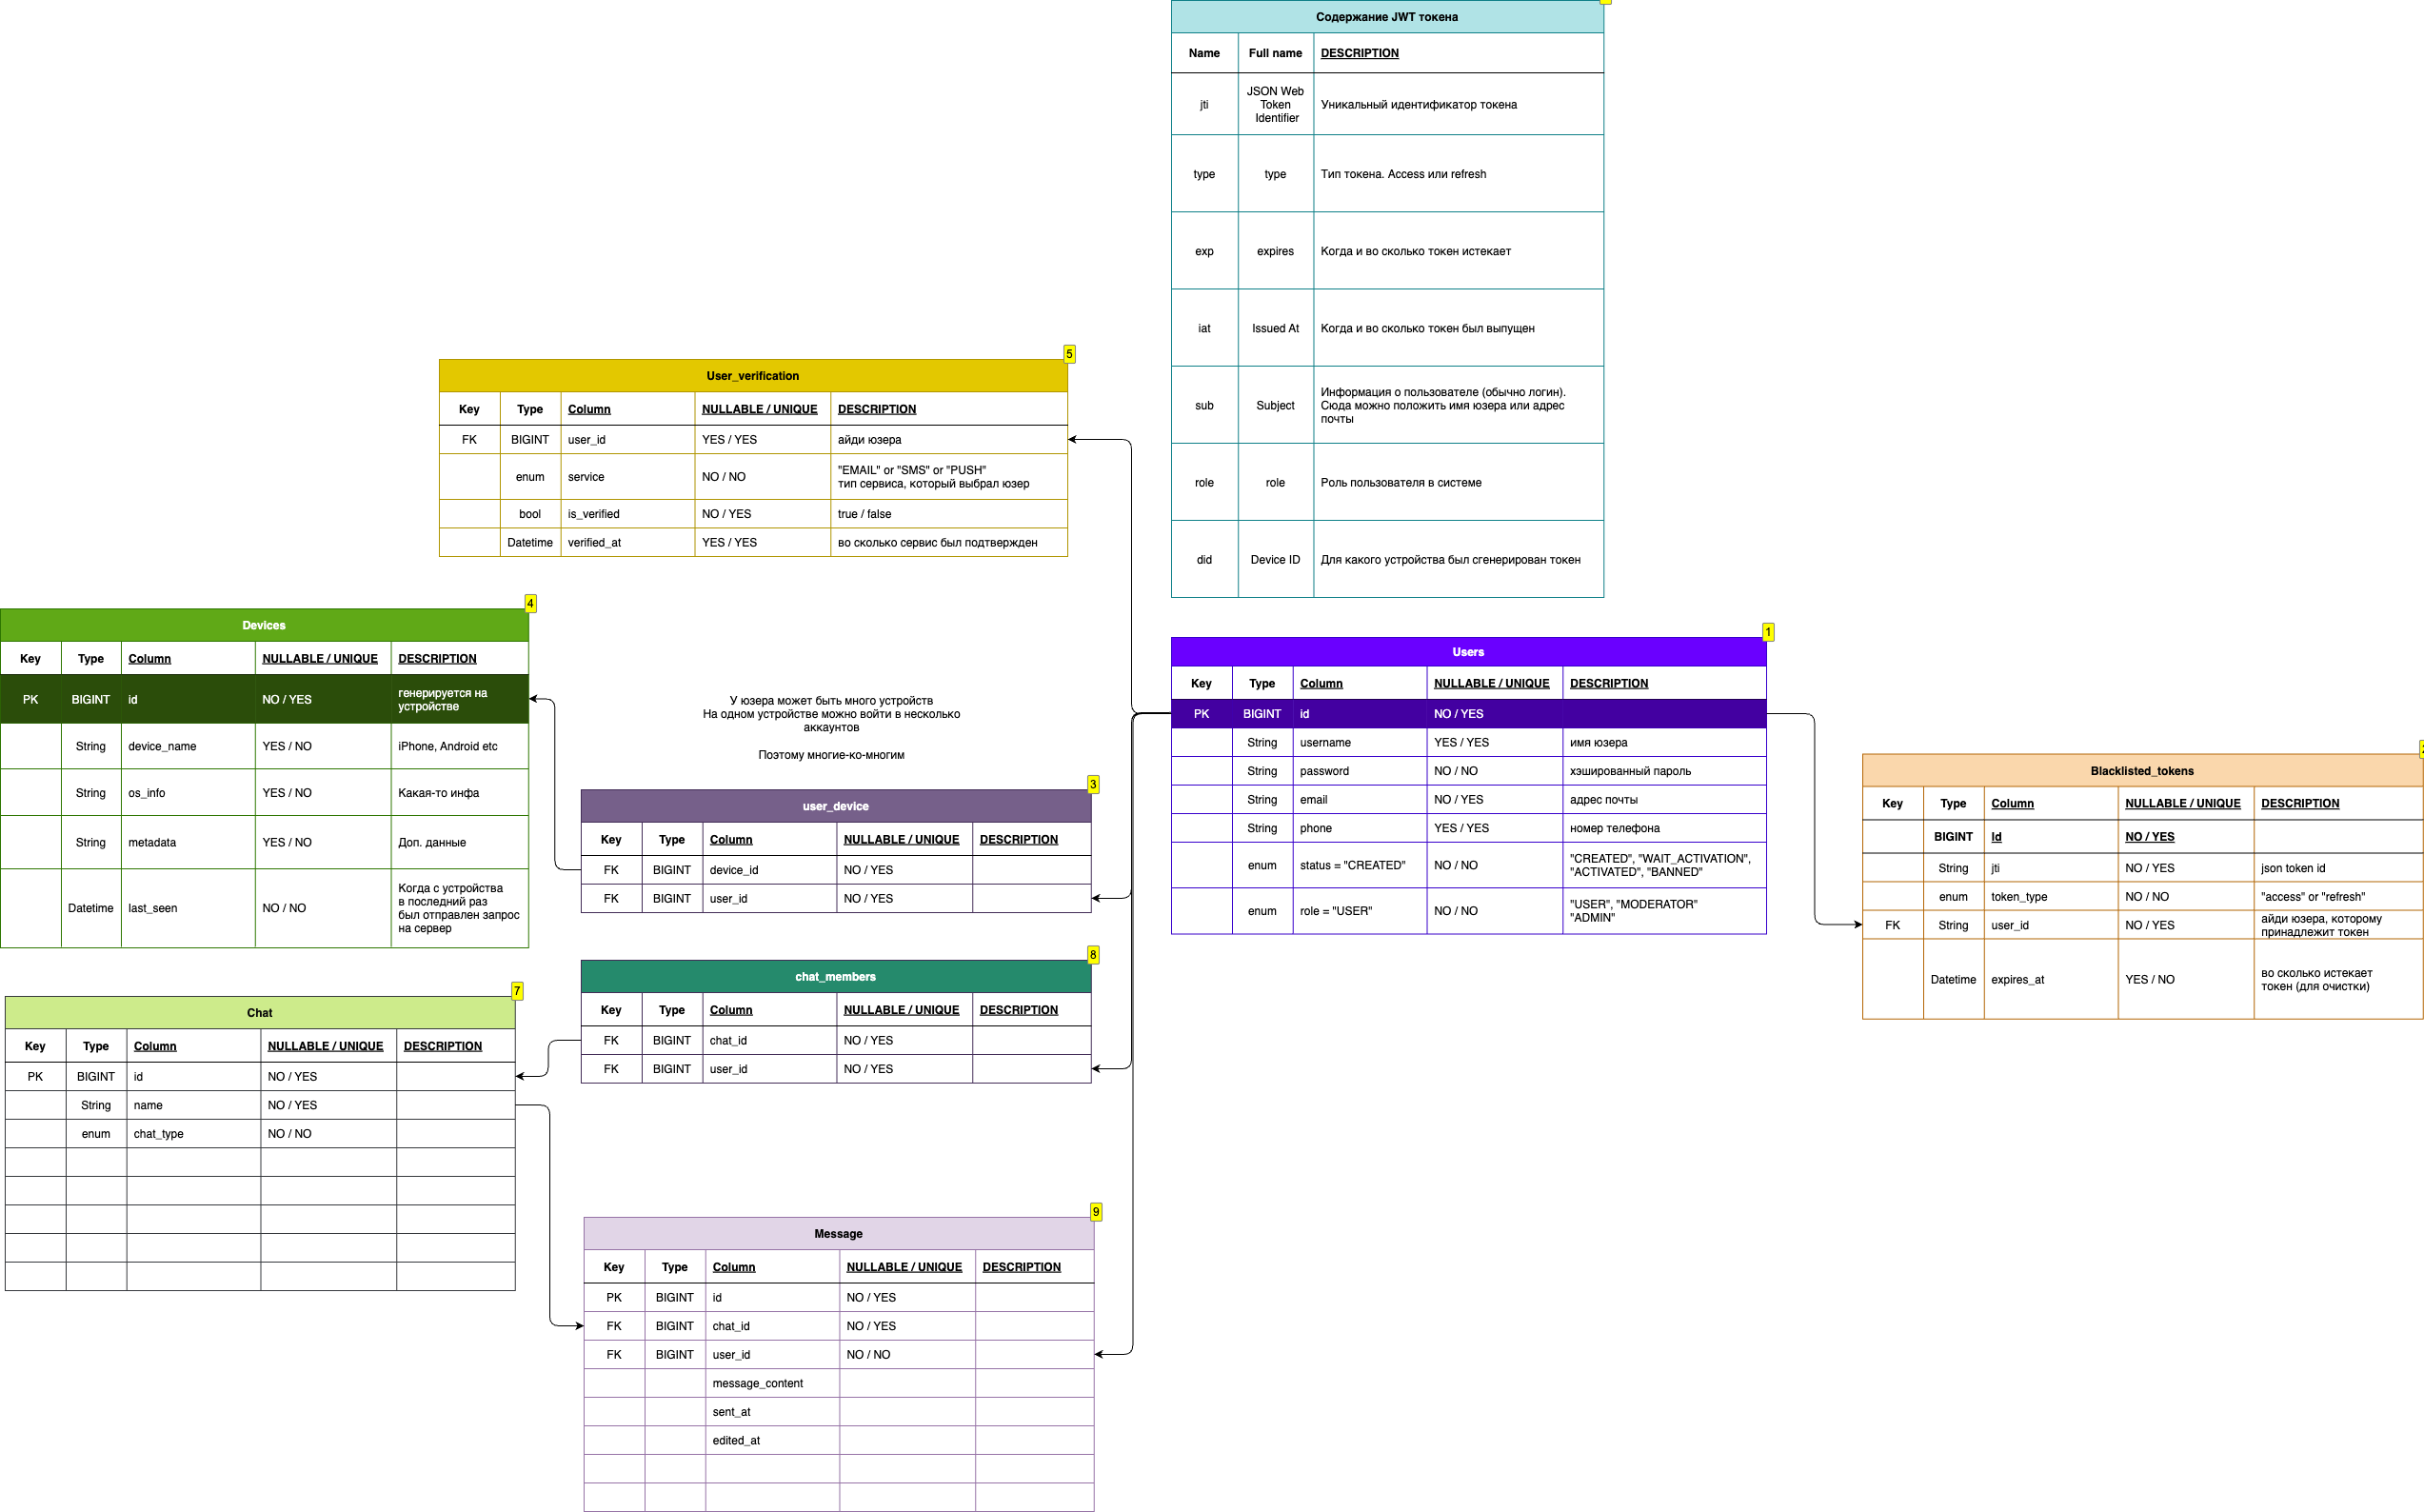 Содержание JWT токена
Name Full name DESCRIPTION
jti JSON Web Token Identifier Уникальный идентификатор токена
type type Тип токена. Access или refresh
exp expires Когда и во сколько токен истекает
iat Issued At Когда и во сколько токен был выпущен
sub Subject Информация о пользователе (обычно логин). Сюда можно положить имя юзера или адрес почты
role role Роль пользователя в системе
did Device ID Для какого устройства был сгенерирован токен
5
User_verification
Key Type Column NULLABLE / UNIQUE DESCRIPTION
FK BIGINT user_id YES / YES айди юзера
enum service NO / NO "EMAIL" or "SMS" or "PUSH" тип сервиса, который выбрал юзер
bool is_verified NO / YES true / false
Datetime verified_at YES / YES во сколько сервис был подтвержден
4
Devices
Key Type Column NULLABLE / UNIQUE DESCRIPTION
PK BIGINT id NO / YES генерируется на устройстве
String device_name YES / NO iPhone, Android etc
String os_info YES / NO Какая-то инфа
String metadata YES / NO Доп. данные
Datetime last_seen NO / NO Когда с устройства в последний раз был отправлен запрос на сервер
У юзера может быть много устройств
На одном устройстве можно войти в несколько
аккаунтов
Поэтому многие-ко-многим
3
user_device
Key Type Column NULLABLE / UNIQUE DESCRIPTION
FK BIGINT device_id NO / YES
FK BIGINT user_id NO / YES
1
Users
Key Type Column NULLABLE / UNIQUE DESCRIPTION
PK BIGINT id NO / YES
String username YES / YES имя юзера
String password NO / NO хэшированный пароль
String email NO / YES адрес почты
String phone YES / YES номер телефона
enum status = "CREATED" NO / NO "CREATED", "WAIT_ACTIVATION", "ACTIVATED", "BANNED"
enum role = "USER" NO / NO "USER", "MODERATOR" "ADMIN"
Blacklisted_tokens
Key Type Column NULLABLE / UNIQUE DESCRIPTION
BIGINT id NO / YES
String jti NO / YES json token id
enum token_type NO / NO "access" or "refresh"
FK String user_id NO / YES айди юзера, которому принадлежит токен
Datetime expires_at YES / NO во сколько истекает токен (для очистки)
8
chat_members
Key Type Column NULLABLE / UNIQUE DESCRIPTION
FK BIGINT chat_id NO / YES
FK BIGINT user_id NO / YES
7
Chat
Key Type Column NULLABLE / UNIQUE DESCRIPTION
PK BIGINT id NO / YES
String name NO / YES
enum chat_type NO / NO
9
Message
Key Type Column NULLABLE / UNIQUE DESCRIPTION
PK BIGINT id NO / YES
FK BIGINT chat_id NO / YES
FK BIGINT user_id NO / NO
message_content
sent_at
edited_at